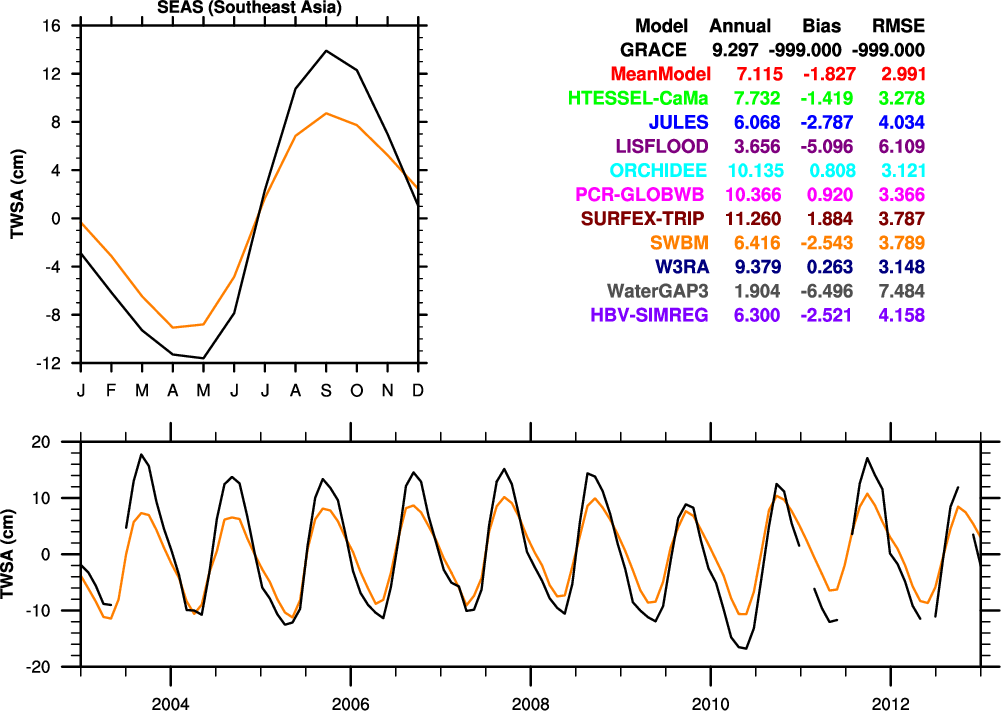 SEAS (Southeast Asia)
16
12
8
4
0
-4
-8
-12
TWSA (cm)
J F M A M J J A S O N D
Model Annual Bias RMSE
GRACE 9.297 -999.000 -999.000
MeanModel 7.115 -1.827 2.991
HTESSEL-CaMa 7.732 -1.419 3.278
JULES 6.068 -2.787 4.034
LISFLOOD 3.656 -5.096 6.109
ORCHIDEE 10.135 0.808 3.121
PCR-GLOBWB 10.366 0.920 3.366
SURFEX-TRIP 11.260 1.884 3.787
SWBM 6.416 -2.543 3.789
W3RA 9.379 0.263 3.148
WaterGAP3 1.904 -6.496 7.484
HBV-SIMREG 6.300 -2.521 4.158
20
10
0
-10
-20
TWSA (cm)
2004 2006 2008 2010 2012